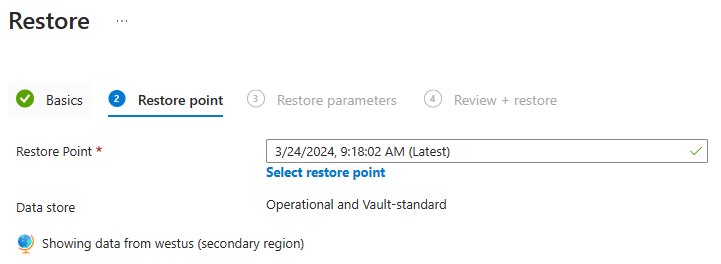 Restore ...
Basics 2 Restore point 3 Restore parameters 4 Review + restore
Restore Point * 3/24/2024, 9:18:02 AM (Latest)
Select restore point
Data store Operational and Vault-standard
Showing data from westus (secondary region)